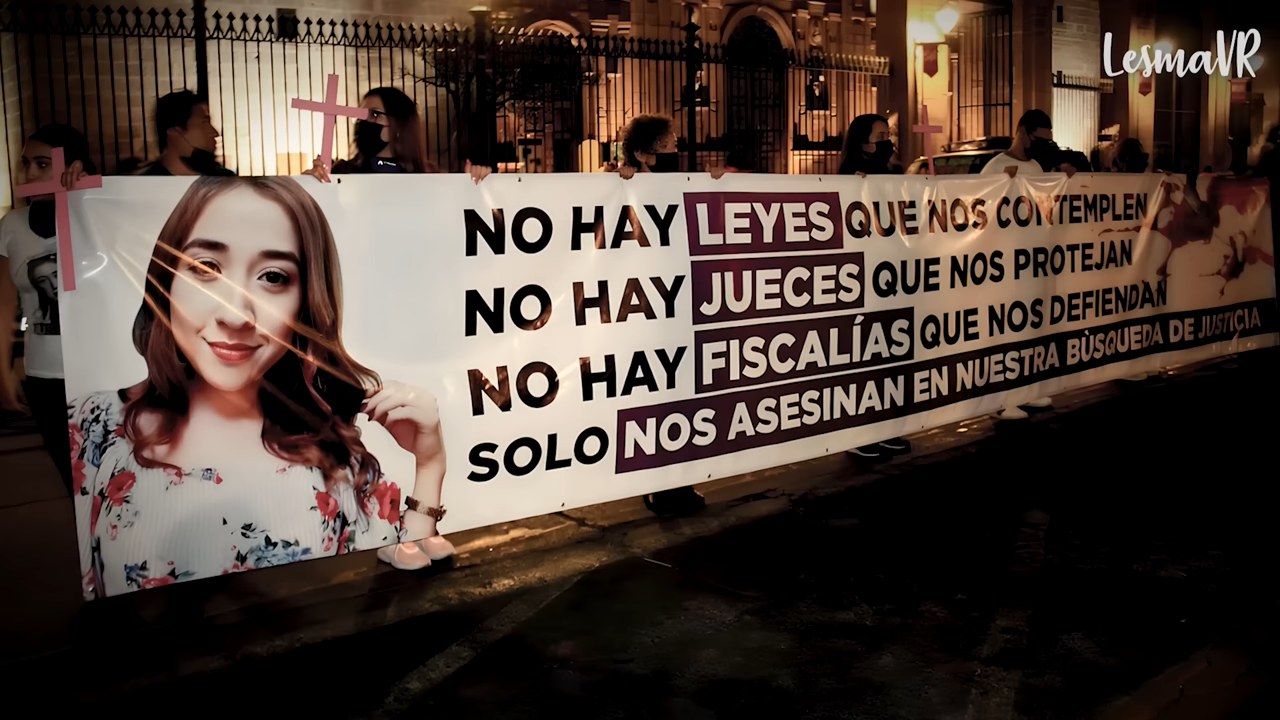 LesmaVR
NO HAY LEYES QUE NOS CONTEMPLEN
NO HAY JUECES QUE NOS PROTEJAN
NO HAY FISCALÍAS QUE NOS DEFIENDAN
SOLO NOS ASESINAN EN NUESTRA BÙSQUEDA DE JUSTICIA